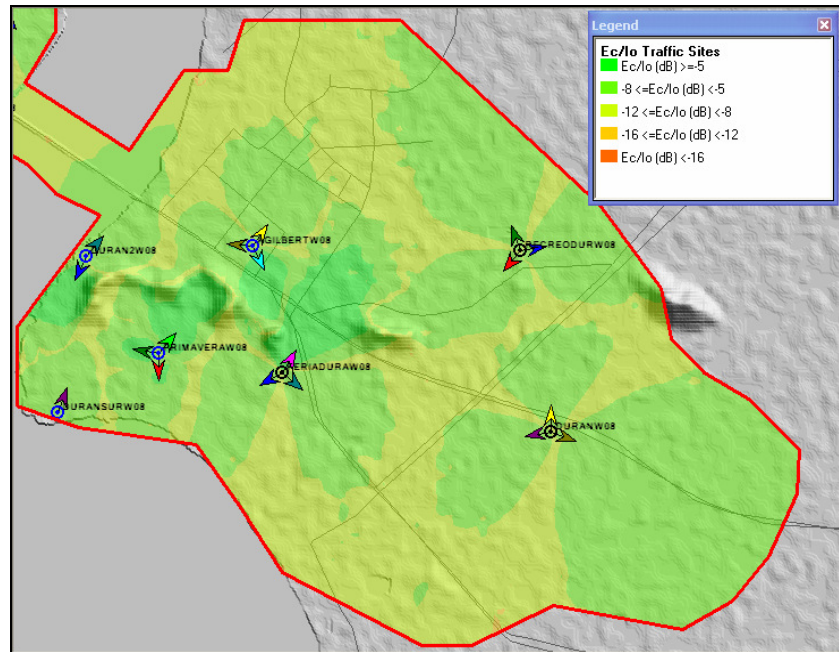 Legend
Ec/Io Traffic Sites
Ec/Io (dB) >=-5
-8 <=Ec/Io (dB) <-5
-12 <=Ec/Io (dB) <-8
-16 <=Ec/Io (dB) <-12
Ec/Io (dB) <-16
GILBERTW08
RECREODURW08
DURAN2W08
PRIMAVERAW08
FERIADURAW08
DURANSURW08
DURANW08